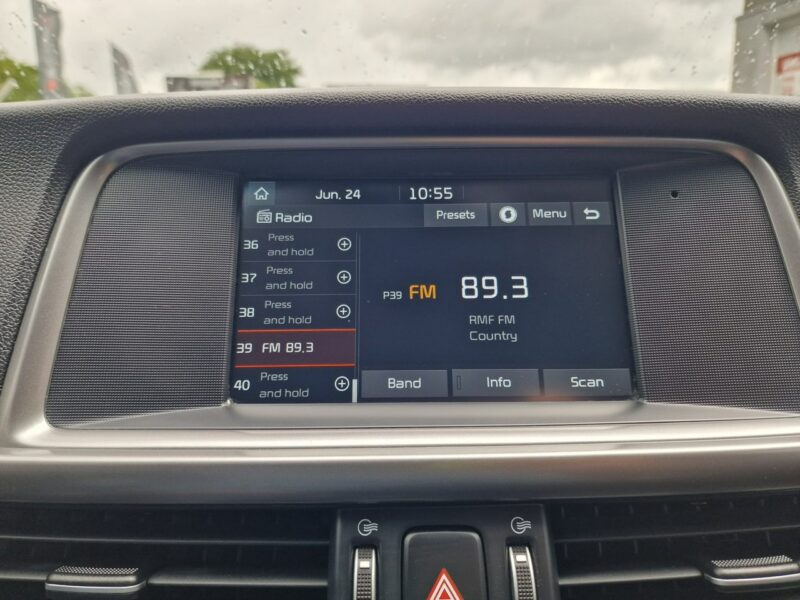 Jun. 24 10:55
Radio Presets Menu
36 Press and hold
37 Press and hold
38 Press and hold
39 FM 89.3
40 Press and hold
P39 FM 89.3
RMF FM
Country
Band Info Scan